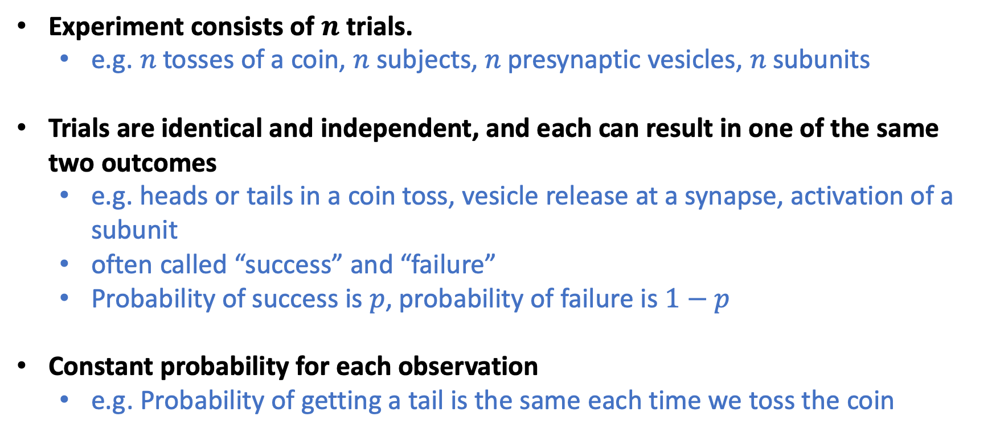 • Experiment consists of n trials.
• e.g. n tosses of a coin, n subjects, n presynaptic vesicles, n subunits
• Trials are identical and independent, and each can result in one of the same
two outcomes
• e.g. heads or tails in a coin toss, vesicle release at a synapse, activation of a
subunit
• often called “success” and “failure”
• Probability of success is p, probability of failure is 1 − p
• Constant probability for each observation
• e.g. Probability of getting a tail is the same each time we toss the coin